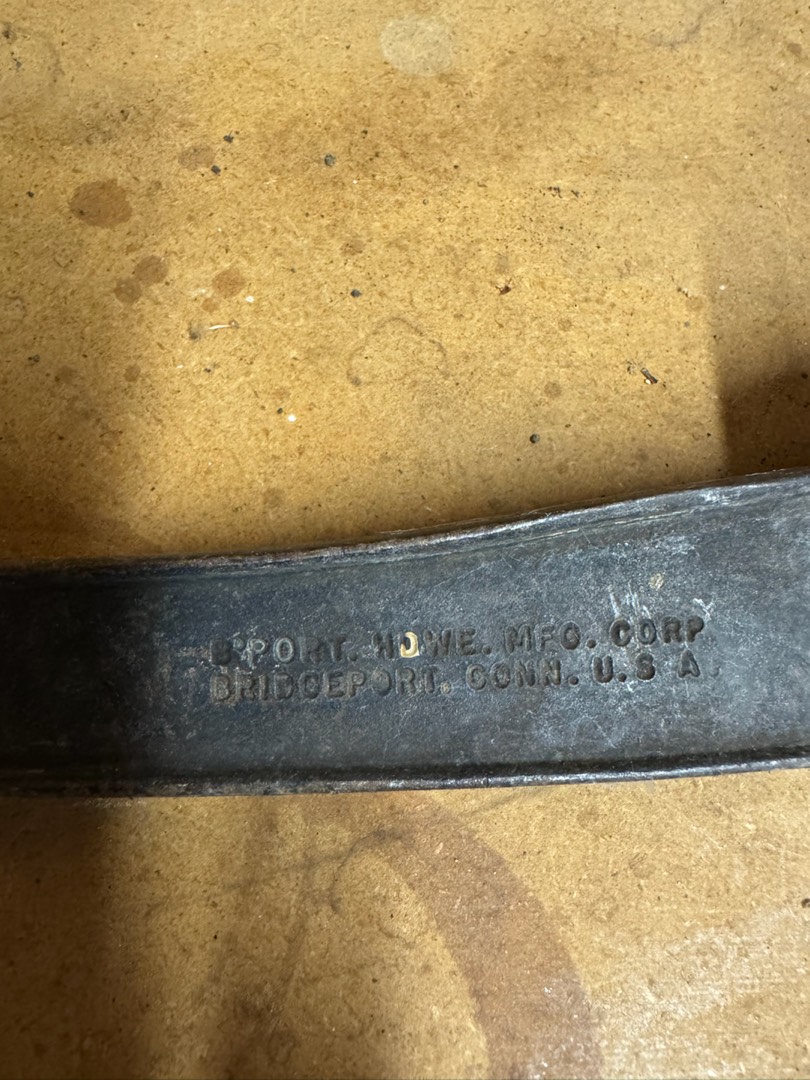 B'PORT. HDWE. MFG. CORP
BRIDGEPORT. CONN. U.S A.